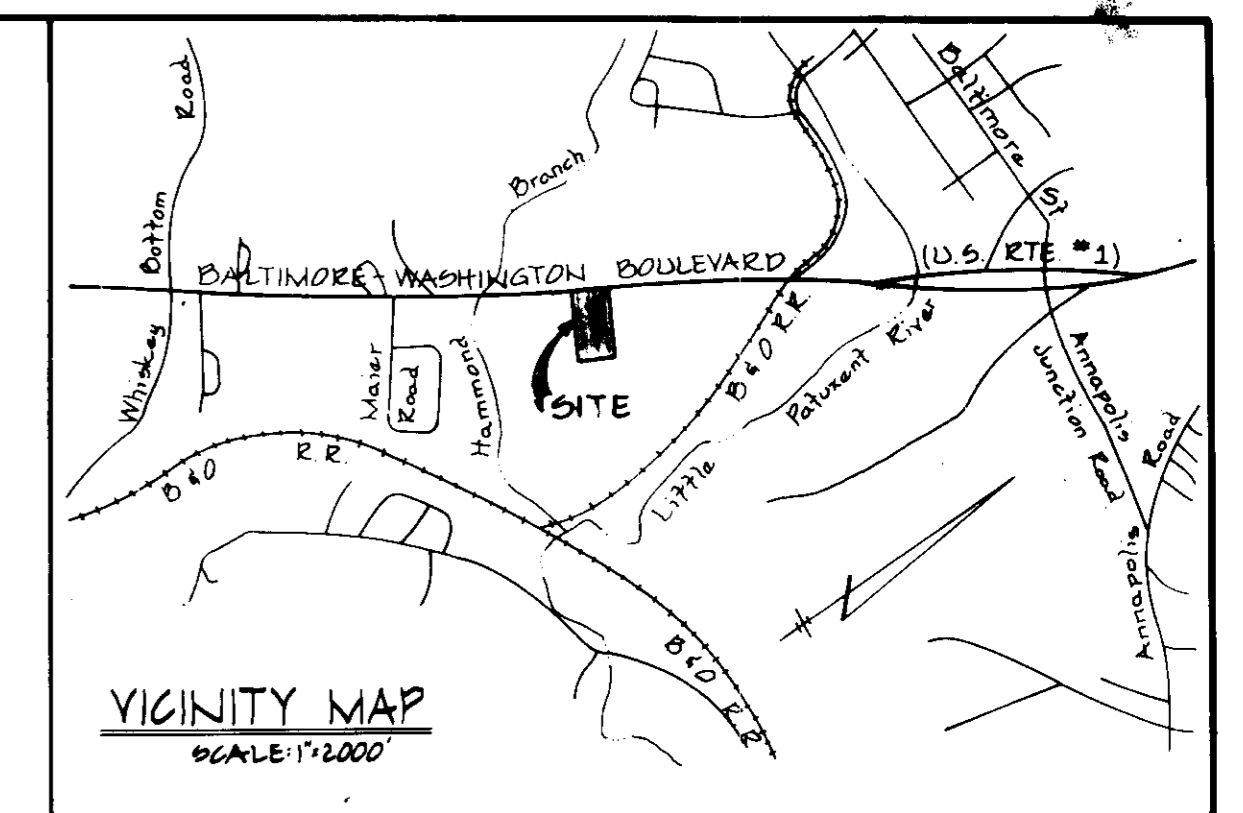 Road
Bottom
Whiskey
Branch
Baltimore
St
BALTIMORE-WASHINGTON BOULEVARD
(U.S. RTE #1)
Maier
Road
Hammond
SITE
B & O R.R.
Little Patuxent River
Annapolis
Junction Road
B & O R.R.
Annapolis Road
B & O R.R.
VICINITY MAP
SCALE: 1"=2000'